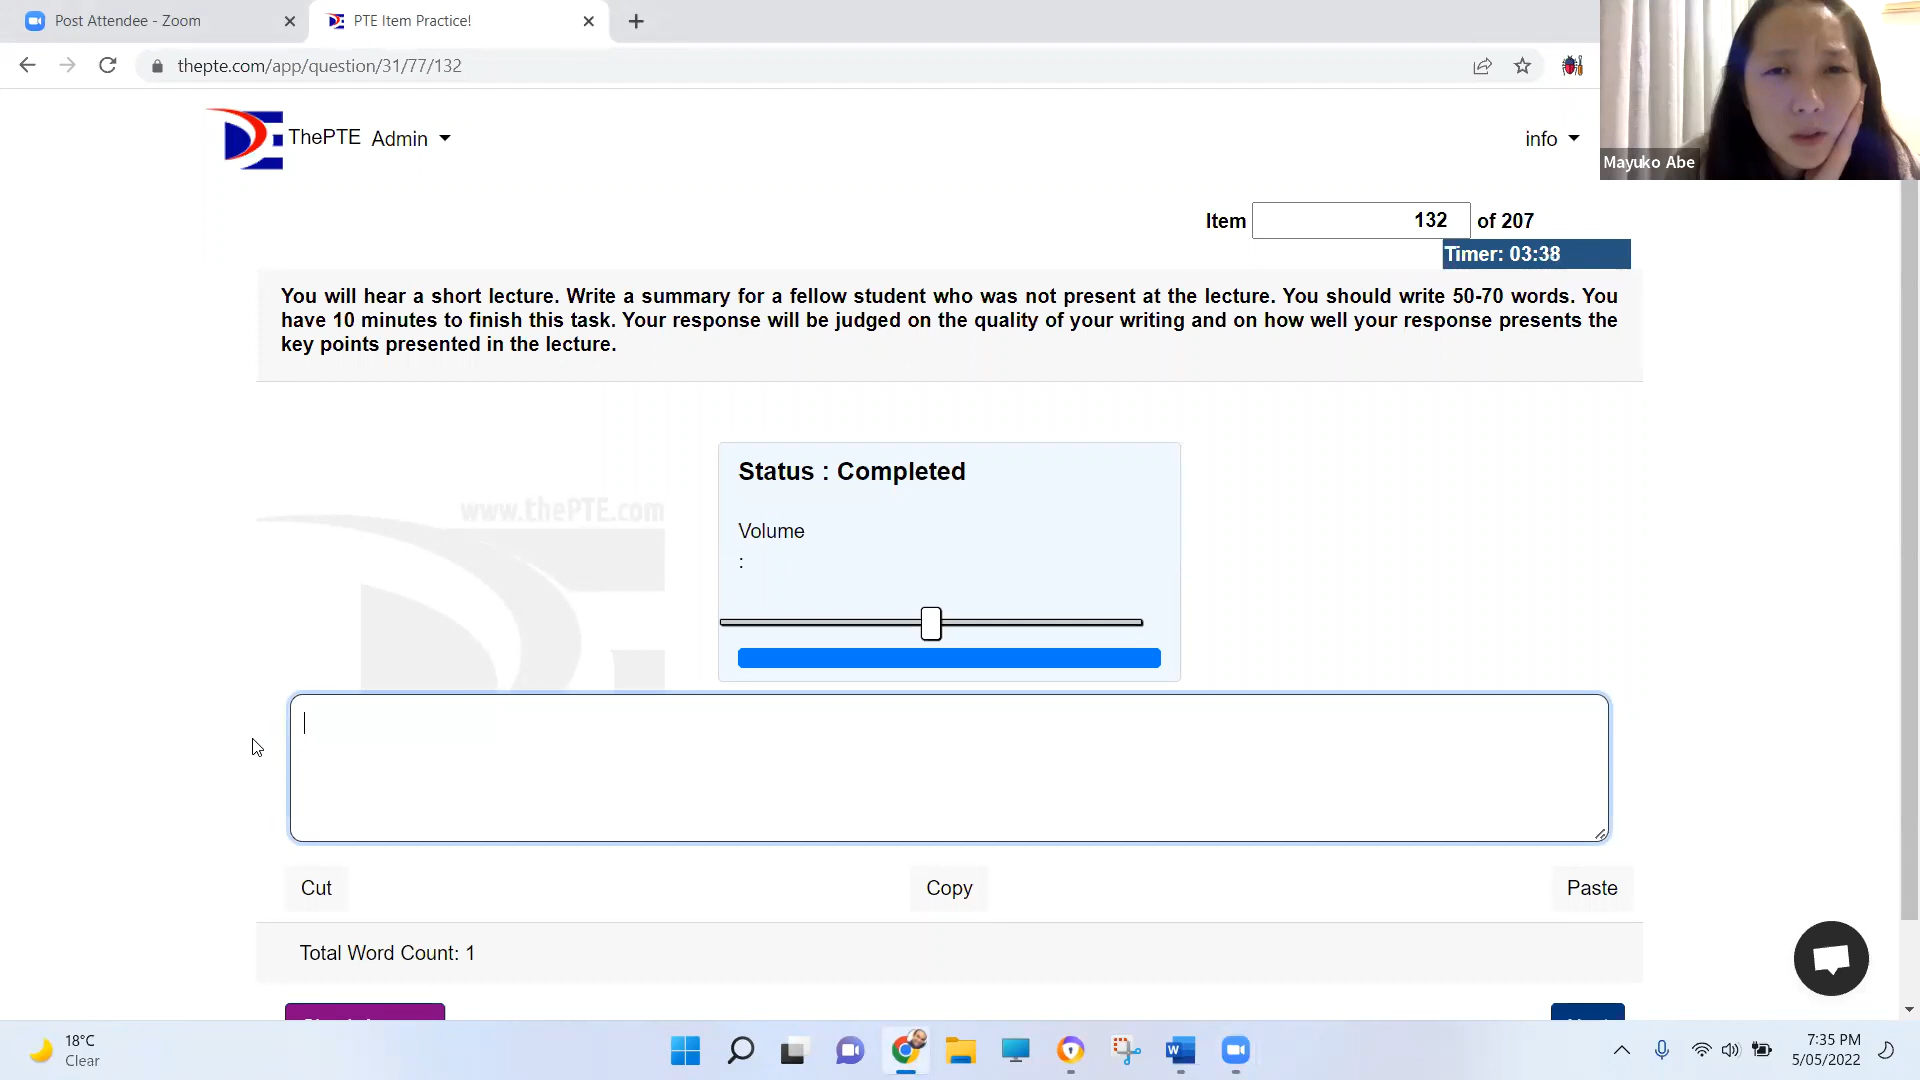 Post Attendee - Zoom
PTE Item Practice!
thepte.com/app/question/31/77/132
ThePTE Admin
info
Mayuko Abe
Item 132 of 207
Timer: 03:38
You will hear a short lecture. Write a summary for a fellow student who was not present at the lecture. You should write 50-70 words. You
have 10 minutes to finish this task. Your response will be judged on the quality of your writing and on how well your response presents the
key points presented in the lecture.
www.thePTE.com
Status : Completed
Volume
:
Cut
Copy
Paste
Total Word Count: 1
18°C
Clear
7:35 PM
5/05/2022